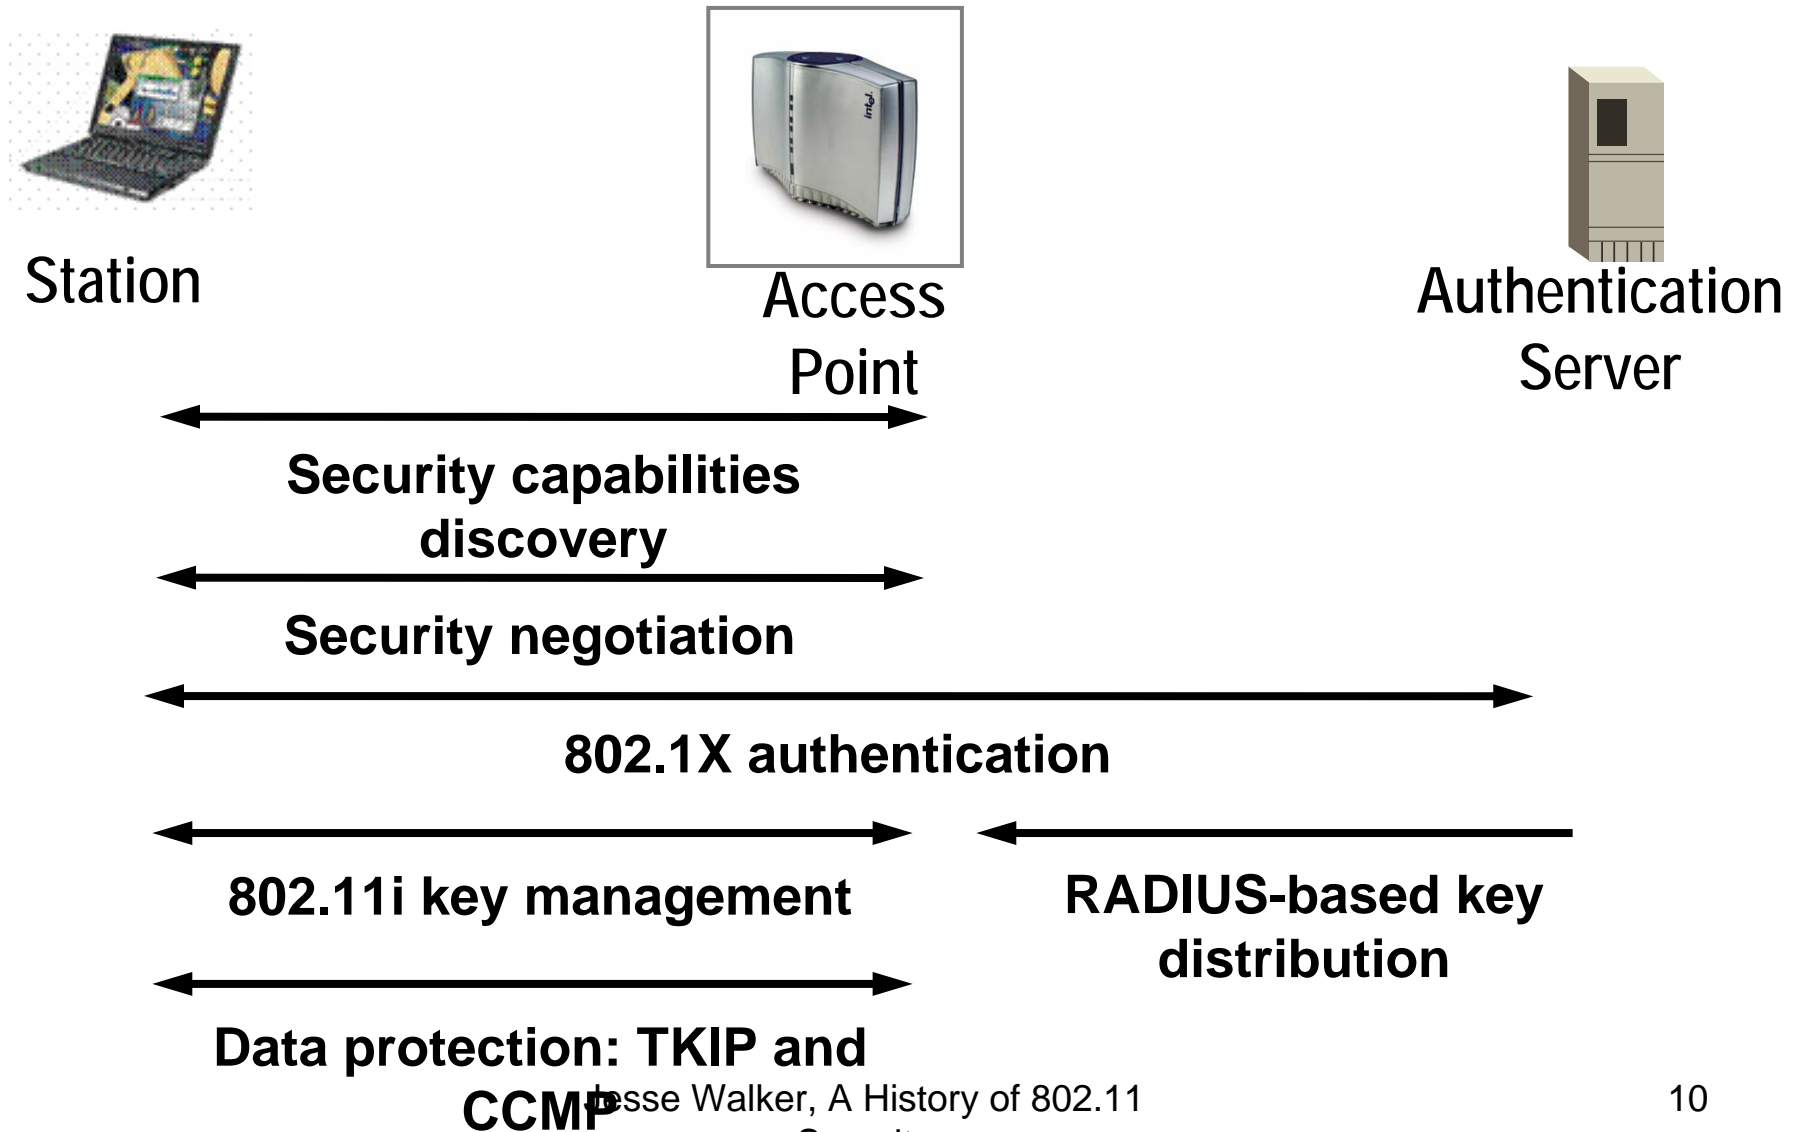 intel.
Station
Access
Point
Authentication
Server
Security capabilities
discovery
Security negotiation
802.1X authentication
802.11i key management
RADIUS-based key
distribution
Data protection: TKIP and
CCMP
Jesse Walker, A History of 802.11
10